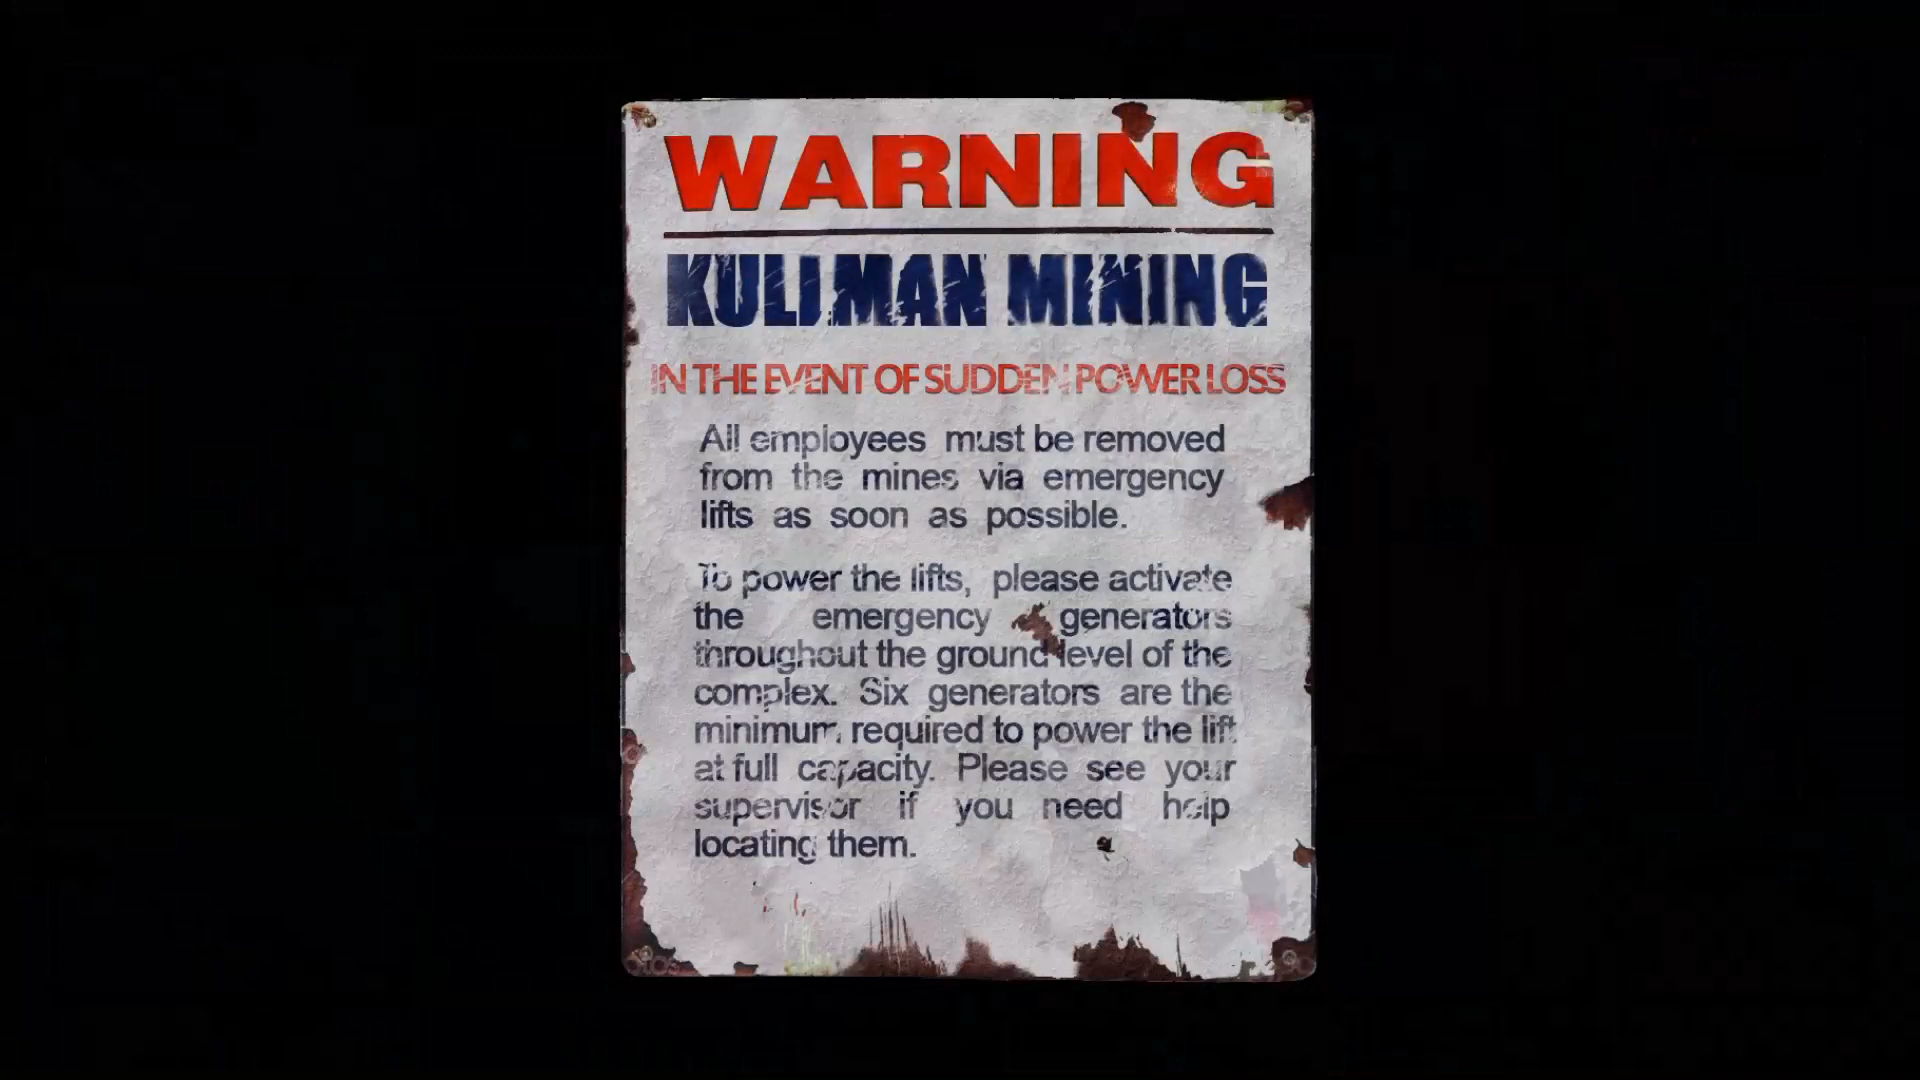 WARNING
KULLMAN MINING
IN THE EVENT OF SUDDEN POWER LOSS
All employees must be removed
from the mines via emergency
lifts as soon as possible.
To power the lifts, please activate
the emergency generators
throughout the ground level of the
complex. Six generators are the
minimum required to power the lift
at full capacity. Please see your
supervisor if you need help
locating them.